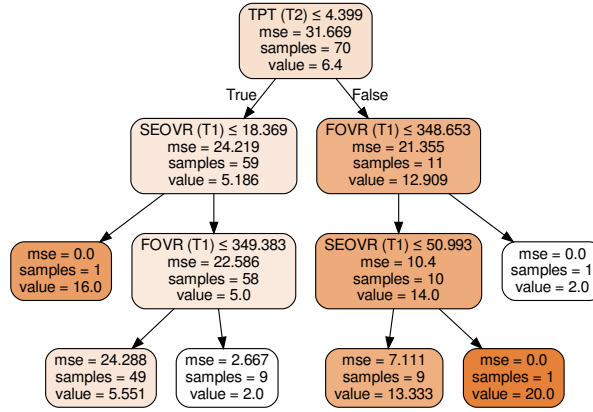 TPT (T2) ≤ 4.399
mse = 31.669
samples = 70
value = 6.4
True
False
SEOVR (T1) ≤ 18.369
mse = 24.219
samples = 59
value = 5.186
FOVR (T1) ≤ 348.653
mse = 21.355
samples = 11
value = 12.909
mse = 0.0
samples = 1
value = 16.0
FOVR (T1) ≤ 349.383
mse = 22.586
samples = 58
value = 5.0
SEOVR (T1) ≤ 50.993
mse = 10.4
samples = 10
value = 14.0
mse = 0.0
samples = 1
value = 2.0
mse = 24.288
samples = 49
value = 5.551
mse = 2.667
samples = 9
value = 2.0
mse = 7.111
samples = 9
value = 13.333
mse = 0.0
samples = 1
value = 20.0